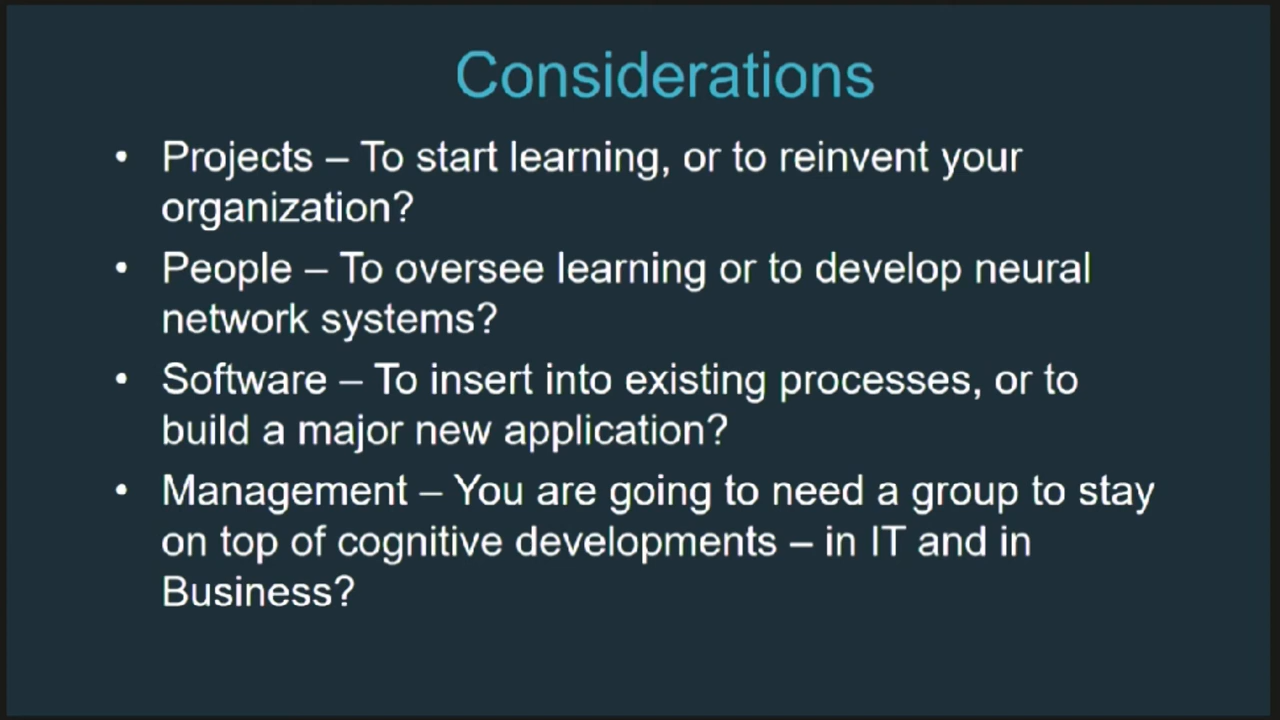 Considerations
• Projects – To start learning, or to reinvent your
organization?
• People – To oversee learning or to develop neural
network systems?
• Software – To insert into existing processes, or to
build a major new application?
• Management – You are going to need a group to stay
on top of cognitive developments – in IT and in
Business?